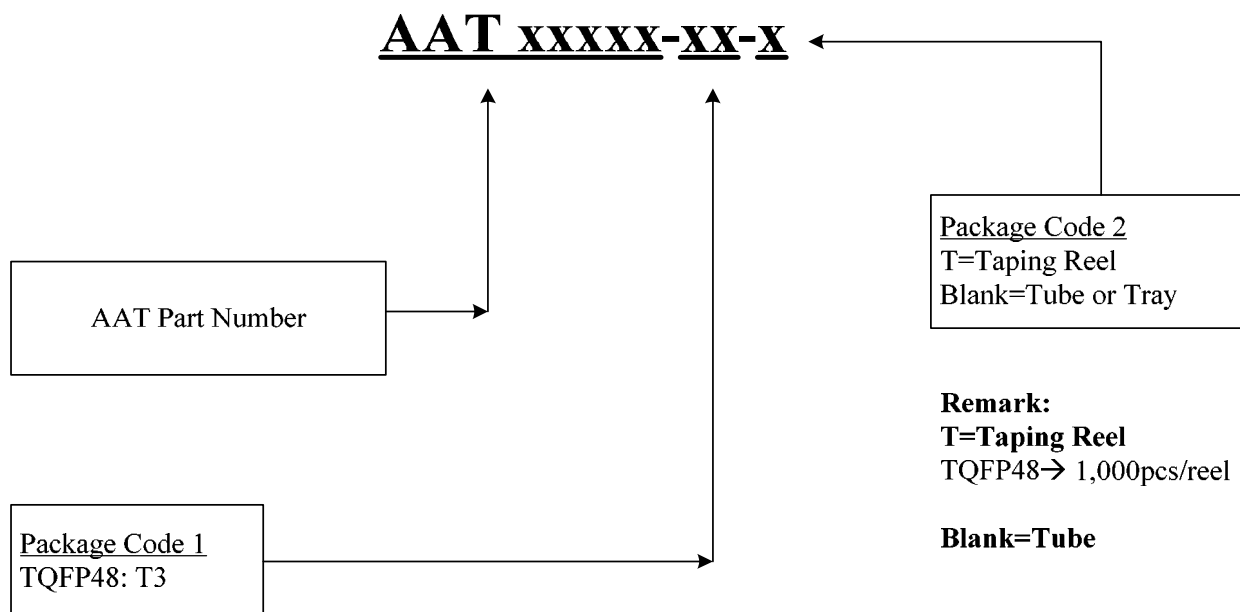 AAT xxxxx-xx-x
Package Code 2
T=Taping Reel
Blank=Tube or Tray
AAT Part Number
Remark:
T=Taping Reel
TQFP48→ 1,000pcs/reel
Blank=Tube
Package Code 1
TQFP48: T3